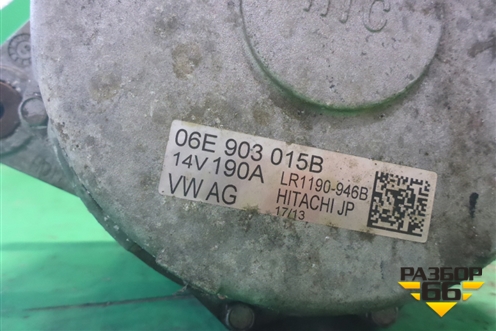 06E 903 015B
14V 190A LR1190-946B
VW AG HITACHI JP
17/13
РАЗБОР
66